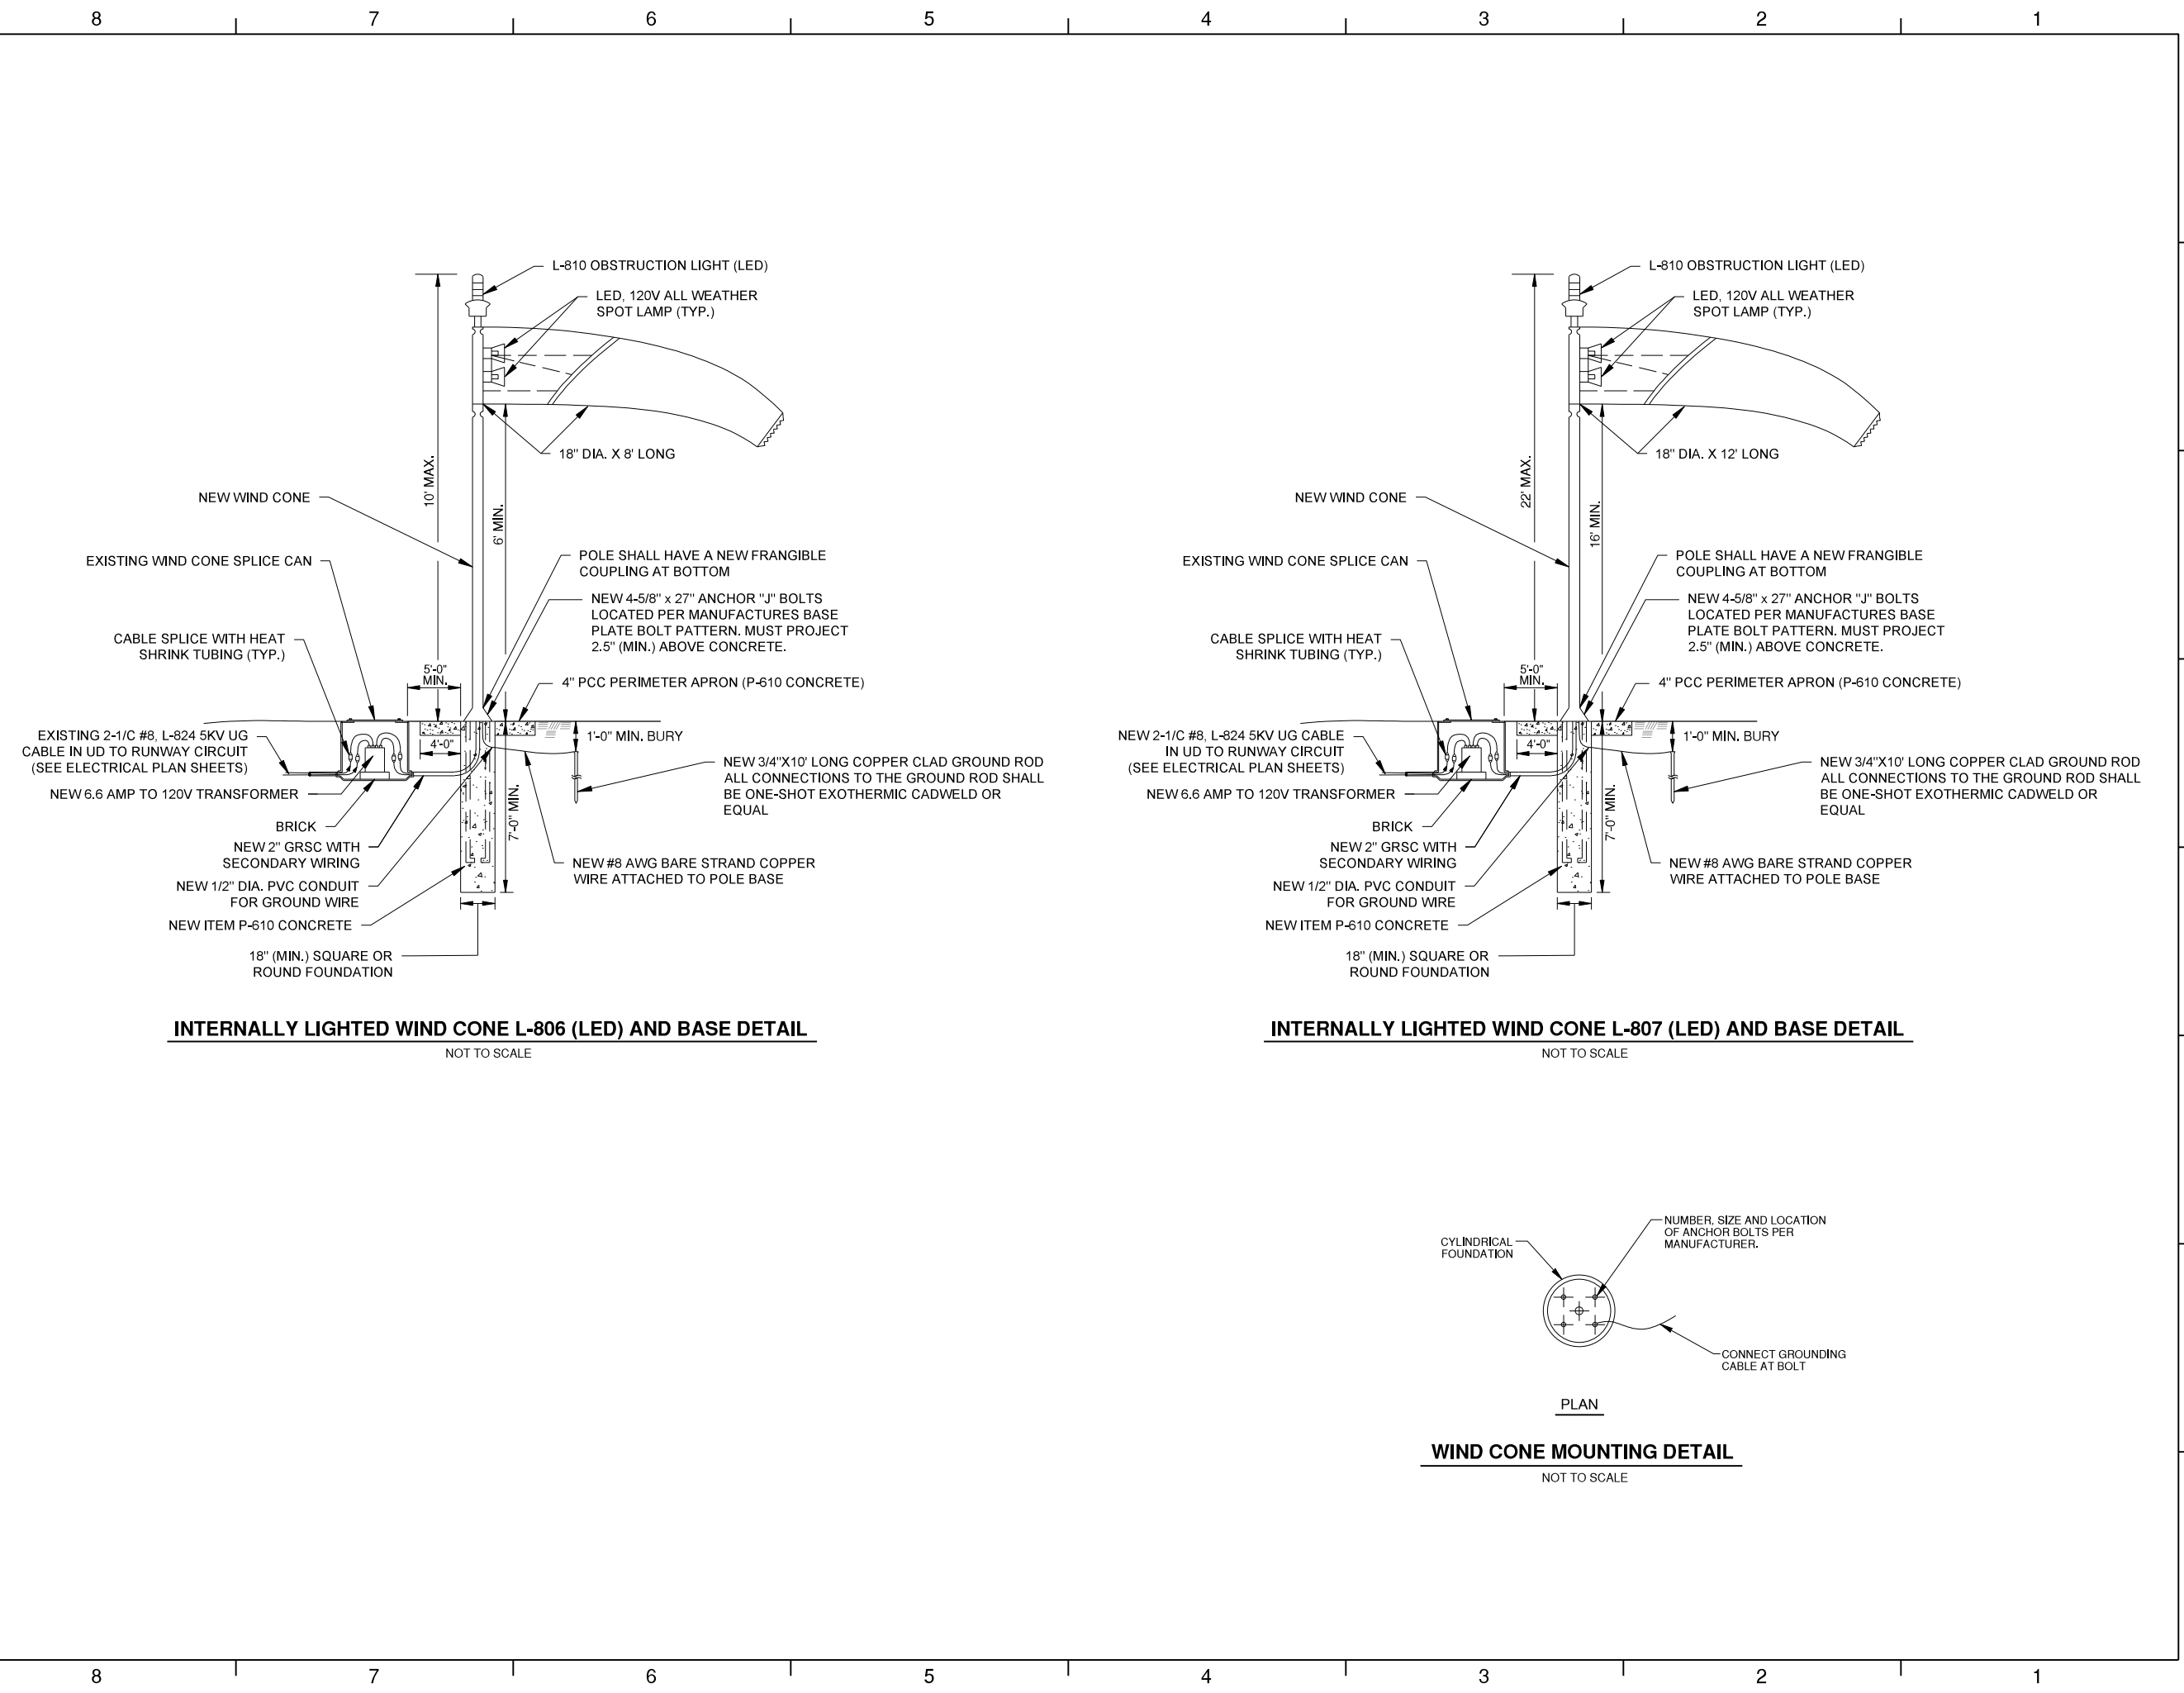 8 7 6 5 4 3 2 1
L-810 OBSTRUCTION LIGHT (LED)
LED, 120V ALL WEATHER
SPOT LAMP (TYP.)
18" DIA. X 8' LONG
10' MAX.
6' MIN.
NEW WIND CONE
EXISTING WIND CONE SPLICE CAN
POLE SHALL HAVE A NEW FRANGIBLE
COUPLING AT BOTTOM
NEW 4-5/8" x 27" ANCHOR "J" BOLTS
LOCATED PER MANUFACTURES BASE
PLATE BOLT PATTERN. MUST PROJECT
2.5" (MIN.) ABOVE CONCRETE.
CABLE SPLICE WITH HEAT
SHRINK TUBING (TYP.)
5'-0"
MIN.
4" PCC PERIMETER APRON (P-610 CONCRETE)
EXISTING 2-1/C #8, L-824 5KV UG
CABLE IN UD TO RUNWAY CIRCUIT
(SEE ELECTRICAL PLAN SHEETS)
4'-0"
1'-0" MIN. BURY
NEW 3/4"X10' LONG COPPER CLAD GROUND ROD
ALL CONNECTIONS TO THE GROUND ROD SHALL
BE ONE-SHOT EXOTHERMIC CADWELD OR
EQUAL
NEW 6.6 AMP TO 120V TRANSFORMER
7'-0" MIN.
BRICK
NEW 2" GRSC WITH
SECONDARY WIRING
NEW #8 AWG BARE STRAND COPPER
WIRE ATTACHED TO POLE BASE
NEW 1/2" DIA. PVC CONDUIT
FOR GROUND WIRE
NEW ITEM P-610 CONCRETE
18" (MIN.) SQUARE OR
ROUND FOUNDATION
INTERNALLY LIGHTED WIND CONE L-806 (LED) AND BASE DETAIL
NOT TO SCALE
L-810 OBSTRUCTION LIGHT (LED)
LED, 120V ALL WEATHER
SPOT LAMP (TYP.)
18" DIA. X 12' LONG
22' MAX.
16' MIN.
NEW WIND CONE
EXISTING WIND CONE SPLICE CAN
POLE SHALL HAVE A NEW FRANGIBLE
COUPLING AT BOTTOM
NEW 4-5/8" x 27" ANCHOR "J" BOLTS
LOCATED PER MANUFACTURES BASE
PLATE BOLT PATTERN. MUST PROJECT
2.5" (MIN.) ABOVE CONCRETE.
CABLE SPLICE WITH HEAT
SHRINK TUBING (TYP.)
5'-0"
MIN.
4" PCC PERIMETER APRON (P-610 CONCRETE)
NEW 2-1/C #8, L-824 5KV UG CABLE
IN UD TO RUNWAY CIRCUIT
(SEE ELECTRICAL PLAN SHEETS)
4'-0"
1'-0" MIN. BURY
NEW 3/4"X10' LONG COPPER CLAD GROUND ROD
ALL CONNECTIONS TO THE GROUND ROD SHALL
BE ONE-SHOT EXOTHERMIC CADWELD OR
EQUAL
NEW 6.6 AMP TO 120V TRANSFORMER
7'-0" MIN.
BRICK
NEW 2" GRSC WITH
SECONDARY WIRING
NEW #8 AWG BARE STRAND COPPER
WIRE ATTACHED TO POLE BASE
NEW 1/2" DIA. PVC CONDUIT
FOR GROUND WIRE
NEW ITEM P-610 CONCRETE
18" (MIN.) SQUARE OR
ROUND FOUNDATION
INTERNALLY LIGHTED WIND CONE L-807 (LED) AND BASE DETAIL
NOT TO SCALE
NUMBER, SIZE AND LOCATION
OF ANCHOR BOLTS PER
MANUFACTURER.
CYLINDRICAL
FOUNDATION
CONNECT GROUNDING
CABLE AT BOLT
PLAN
WIND CONE MOUNTING DETAIL
NOT TO SCALE
8 7 6 5 4 3 2 1